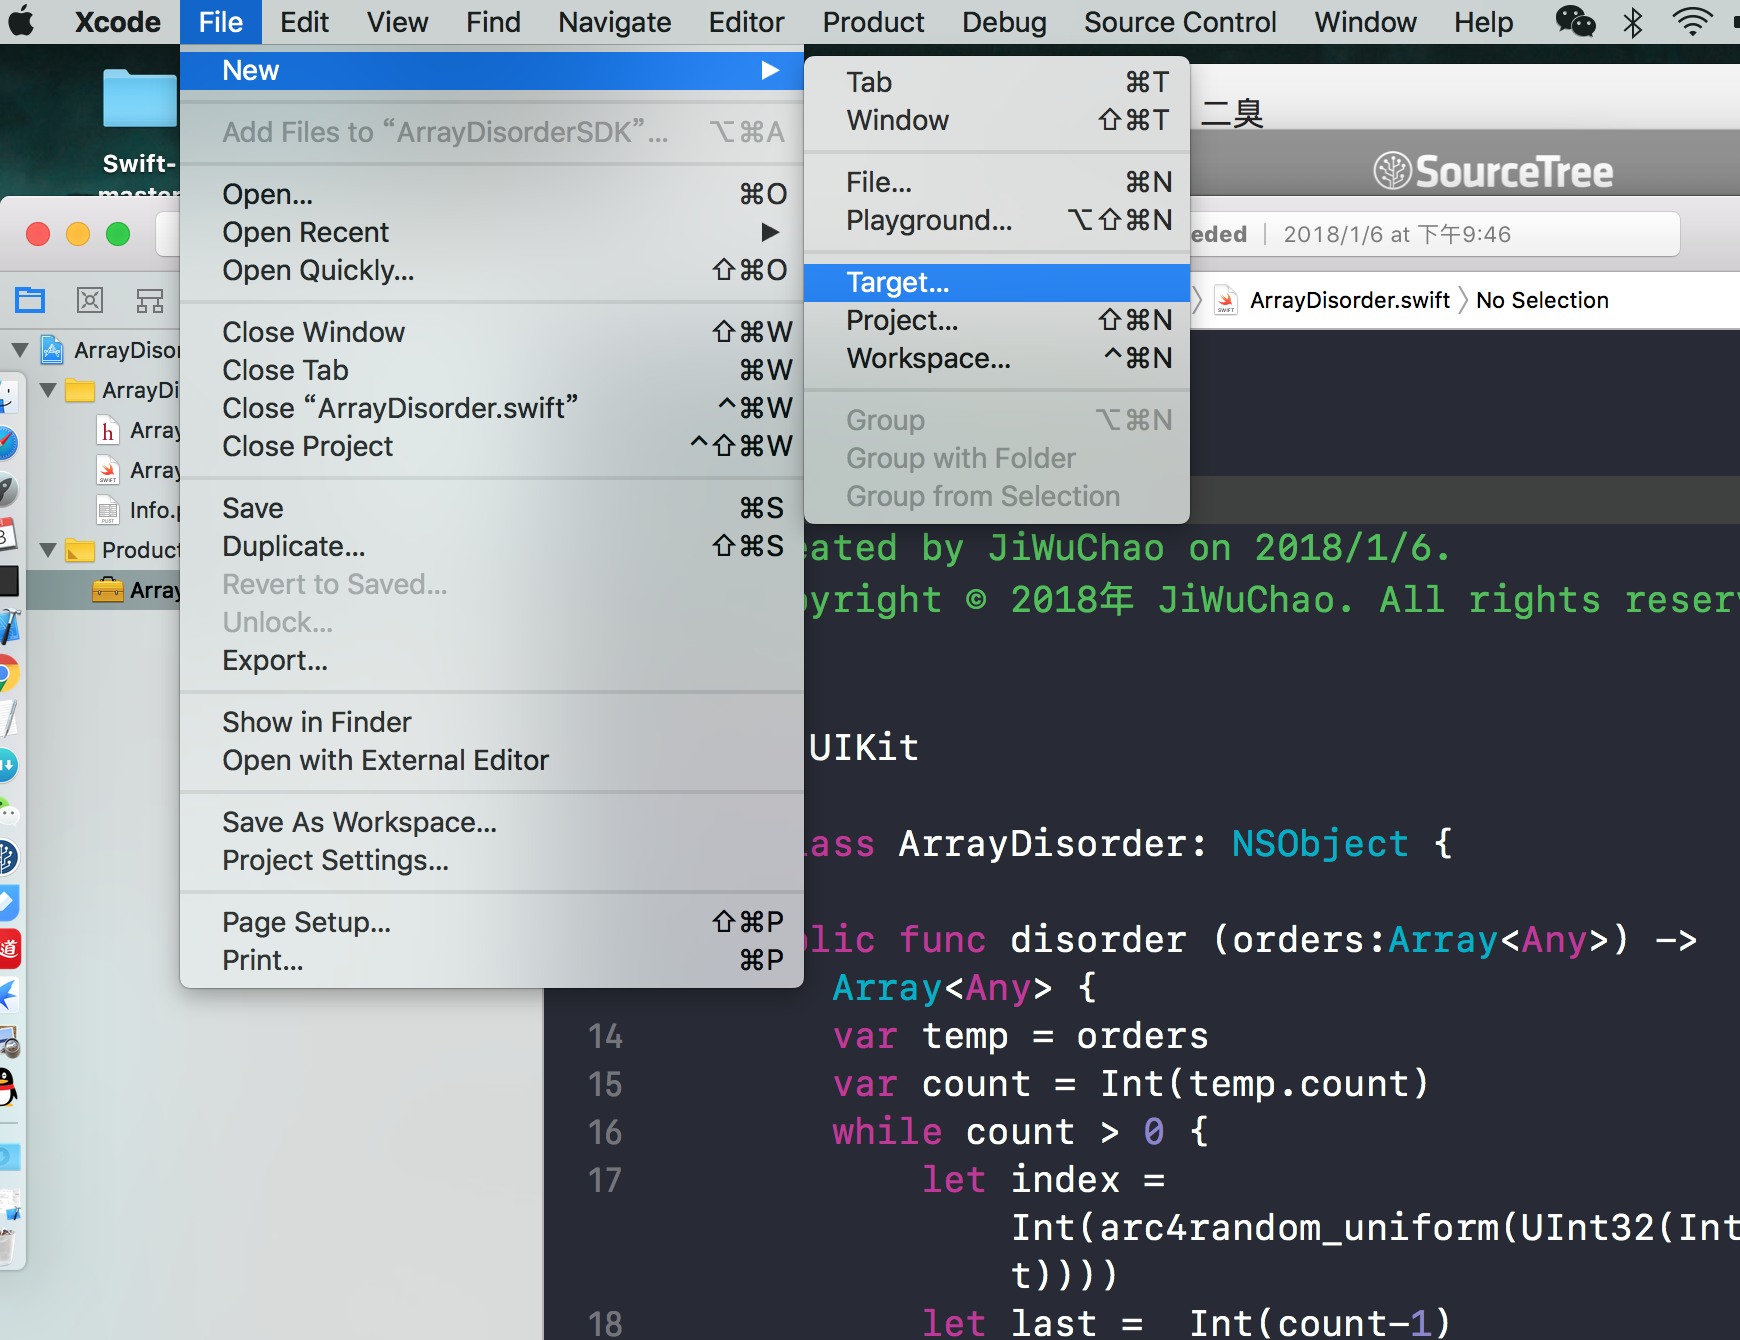 Xcode File Edit View Find Navigate Editor Product Debug Source Control Window Help
Swift-
master
New
Add Files to “ArrayDisorderSDK”... ⌥⌘A
Open... ⌘O
Open Recent
Open Quickly... ⇧⌘O
Close Window ⇧⌘W
Close Tab ⌘W
Close “ArrayDisorder.swift” ^⌘W
Close Project ^⇧⌘W
Save ⌘S
Duplicate... ⇧⌘S
Revert to Saved...
Unlock...
Export...
Show in Finder
Open with External Editor
Save As Workspace...
Project Settings...
Page Setup... ⇧⌘P
Print... ⌘P
Tab ⌘T
Window ⇧⌘T
File... ⌘N
Playground... ⌥⇧⌘N
Target...
Project... ⇧⌘N
Workspace... ^⌘N
Group ⌥⌘N
Group with Folder
Group from Selection
二臭
SourceTree
eded | 2018/1/6 at 下午9:46
ArrayDisorder.swift 〉No Selection
ArrayDisor
ArrayDi
h Array
SWIFT Array
PLIST Info.p
Product
Array
eated by JiWuChao on 2018/1/6.
pyright © 2018年 JiWuChao. All rights reser
UIKit
lass ArrayDisorder: NSObject {
blic func disorder (orders:Array<Any>) ->
Array<Any> {
14 var temp = orders
15 var count = Int(temp.count)
16 while count > 0 {
17 let index =
Int(arc4random_uniform(UInt32(Int
t))))
18 let last = Int(count-1)